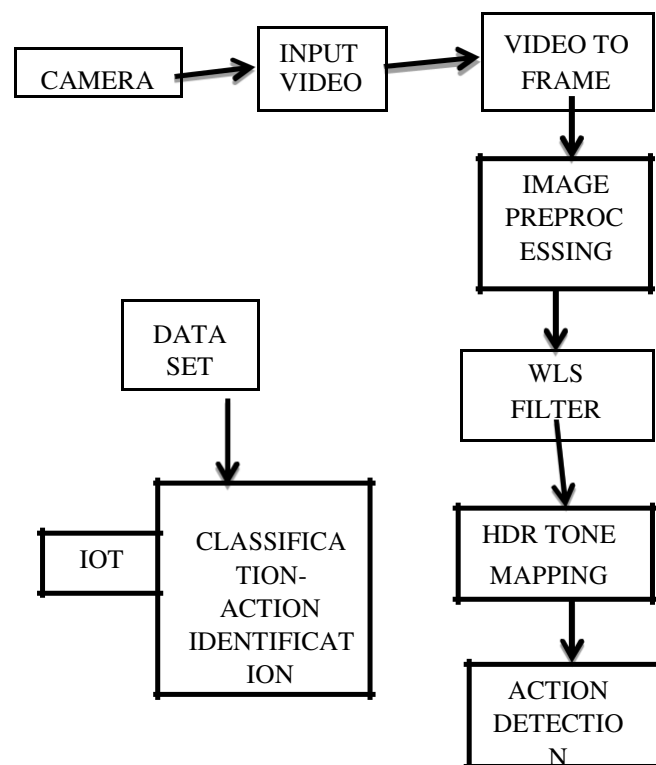 CAMERA
INPUT
VIDEO
VIDEO TO
FRAME
IMAGE
PREPROC
ESSING
WLS
FILTER
HDR TONE
MAPPING
ACTION
DETECTIO
N
DATA
SET
CLASSIFICA
TION-
ACTION
IDENTIFICAT
ION
IOT